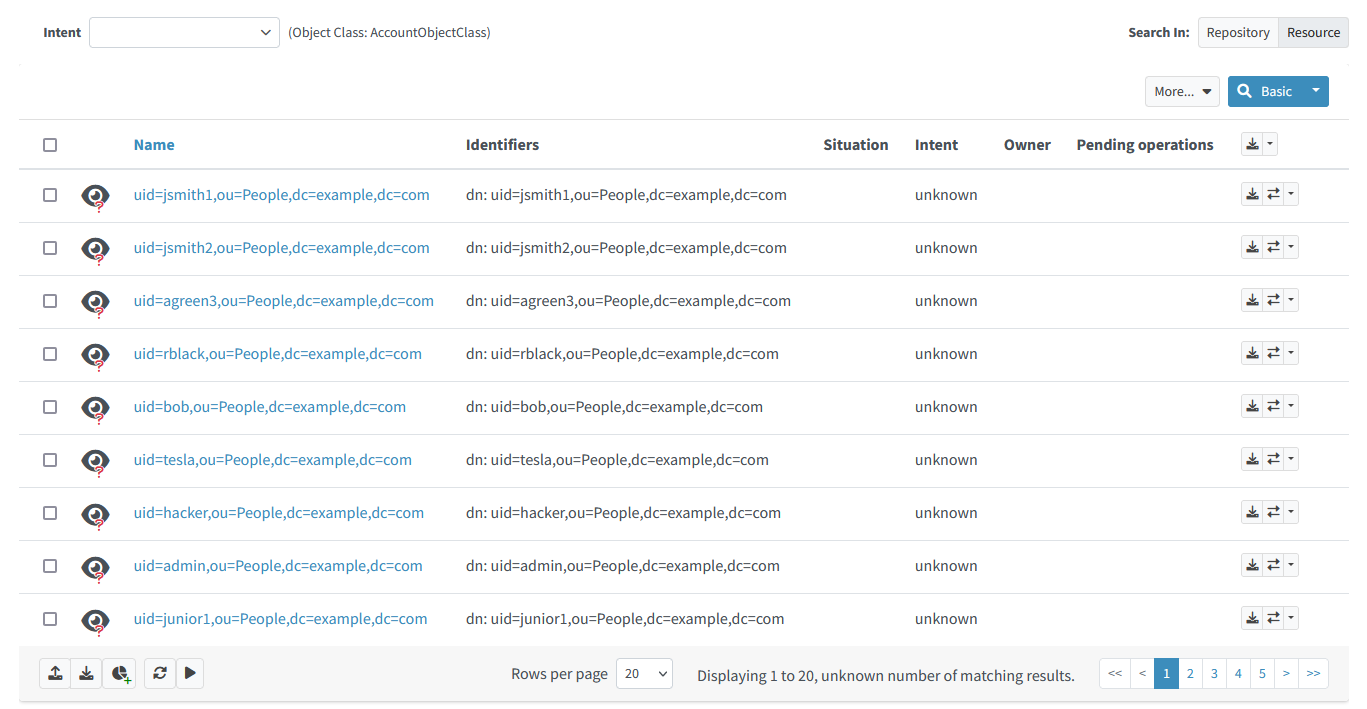 Intent (Object Class: AccountObjectClass) Search In: Repository Resource
More... Basic
Name Identifiers Situation Intent Owner Pending operations
uid=jsmith1,ou=People,dc=example,dc=com dn: uid=jsmith1,ou=People,dc=example,dc=com unknown
uid=jsmith2,ou=People,dc=example,dc=com dn: uid=jsmith2,ou=People,dc=example,dc=com unknown
uid=agreen3,ou=People,dc=example,dc=com dn: uid=agreen3,ou=People,dc=example,dc=com unknown
uid=rblack,ou=People,dc=example,dc=com dn: uid=rblack,ou=People,dc=example,dc=com unknown
uid=bob,ou=People,dc=example,dc=com dn: uid=bob,ou=People,dc=example,dc=com unknown
uid=tesla,ou=People,dc=example,dc=com dn: uid=tesla,ou=People,dc=example,dc=com unknown
uid=hacker,ou=People,dc=example,dc=com dn: uid=hacker,ou=People,dc=example,dc=com unknown
uid=admin,ou=People,dc=example,dc=com dn: uid=admin,ou=People,dc=example,dc=com unknown
uid=junior1,ou=People,dc=example,dc=com dn: uid=junior1,ou=People,dc=example,dc=com unknown
Rows per page 20 Displaying 1 to 20, unknown number of matching results. << < 1 2 3 4 5 > >>